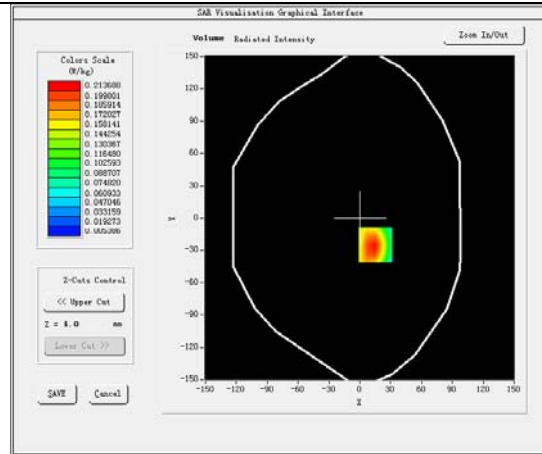 SAR Visualisation Graphical Interface
Volume Radiated Intensity
Zoom In/Out
Colors Scale
(W/kg)
0.213688
0.199801
0.185914
0.172027
0.158141
0.144254
0.130367
0.116480
0.102593
0.088707
0.074820
0.060933
0.047046
0.033159
0.019273
0.005386
150
120
90
60
30
0
-30
-60
-90
-120
-150
Y
-150 -120 -90 -60 -30 0 30 60 90 120 150
X
Z-Cuts Control
<< Upper Cut
Z = 4.0 mm
Lower Cut >>
SAVE Cancel